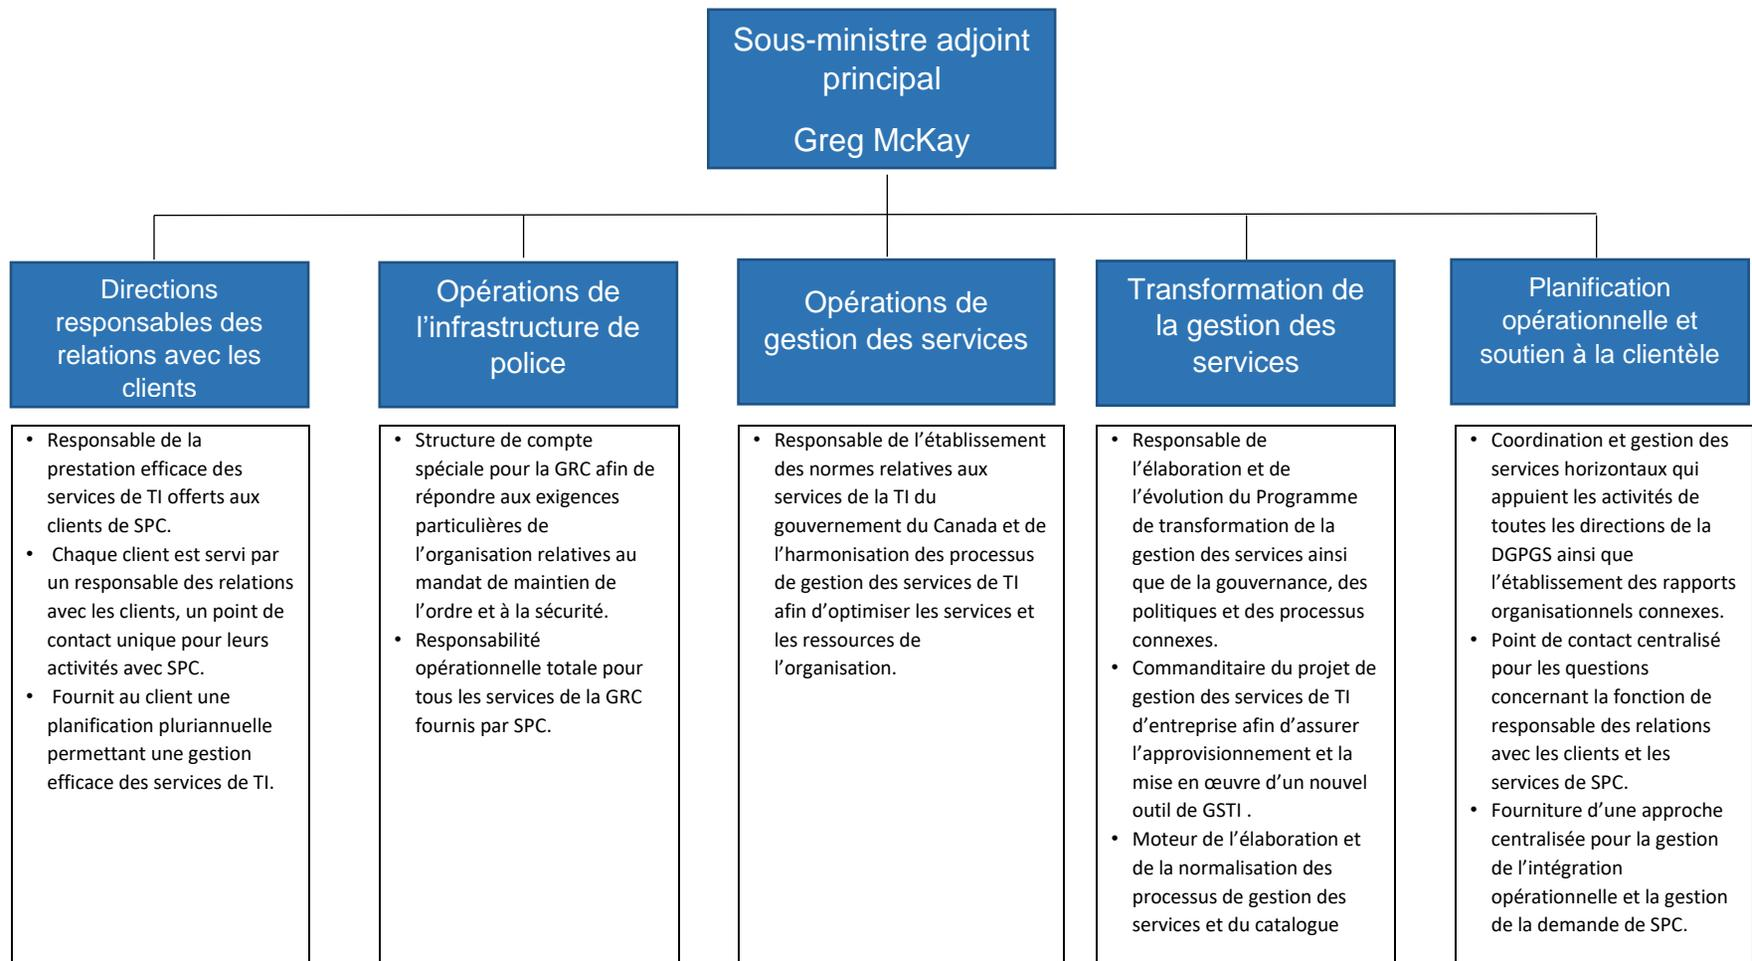 Sous-ministre adjoint
principal
Greg McKay
Directions
responsables des
relations avec les
clients
• Responsable de la
prestation efficace des
services de TI offerts aux
clients de SPC.
• Chaque client est servi par
un responsable des relations
avec les clients, un point de
contact unique pour leurs
activités avec SPC.
• Fournit au client une
planification pluriannuelle
permettant une gestion
efficace des services de TI.
Opérations de
l’infrastructure de
police
• Structure de compte
spéciale pour la GRC afin de
répondre aux exigences
particulières de
l’organisation relatives au
mandat de maintien de
l’ordre et à la sécurité.
• Responsabilité
opérationnelle totale pour
tous les services de la GRC
fournis par SPC.
Opérations de
gestion des services
• Responsable de l’établissement
des normes relatives aux
services de la TI du
gouvernement du Canada et de
l’harmonisation des processus
de gestion des services de TI
afin d’optimiser les services et
les ressources de
l’organisation.
Transformation de
la gestion des
services
• Responsable de
l’élaboration et de
l’évolution du Programme
de transformation de la
gestion des services ainsi
que de la gouvernance, des
politiques et des processus
connexes.
• Commanditaire du projet de
gestion des services de TI
d’entreprise afin d’assurer
l’approvisionnement et la
mise en œuvre d’un nouvel
outil de GSTI .
• Moteur de l’élaboration et
de la normalisation des
processus de gestion des
services et du catalogue
Planification
opérationnelle et
soutien à la clientèle
• Coordination et gestion des
services horizontaux qui
appuient les activités de
toutes les directions de la
DGPGS ainsi que
l’établissement des rapports
organisationnels connexes.
• Point de contact centralisé
pour les questions
concernant la fonction de
responsable des relations
avec les clients et les
services de SPC.
• Fourniture d’une approche
centralisée pour la gestion
de l’intégration
opérationnelle et la gestion
de la demande de SPC.